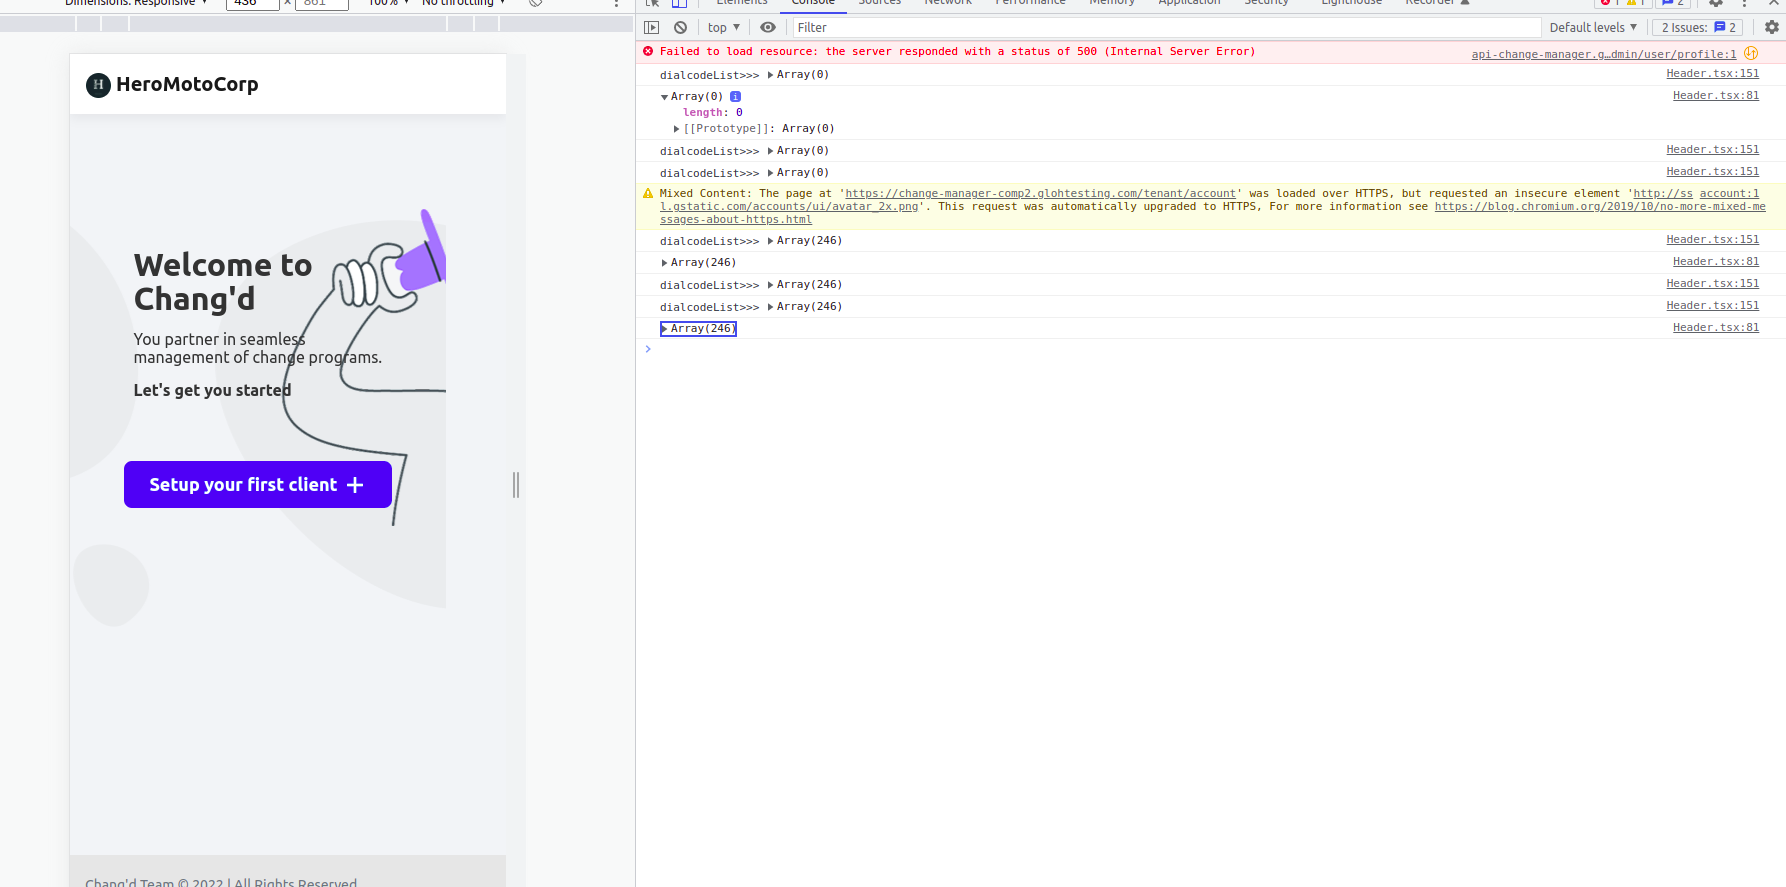 Dimensions: Responsive ▼ 436 × 861 100% ▼ No throttling ▼
Elements Console Sources Network Performance Memory Application Security Lighthouse Recorder 1 1 2
top ▼ Filter Default levels ▼ 2 Issues: 2
Failed to load resource: the server responded with a status of 500 (Internal Server Error) api-change-manager.g…dmin/user/profile:1
dialcodeList>>> ▶ Array(0) Header.tsx:151
▼ Array(0) i Header.tsx:81
length: 0
▶ [[Prototype]]: Array(0)
dialcodeList>>> ▶ Array(0) Header.tsx:151
dialcodeList>>> ▶ Array(0) Header.tsx:151
Mixed Content: The page at 'https://change-manager-comp2.glohtesting.com/tenant/account' was loaded over HTTPS, but requested an insecure element 'http://ss account:1
l.gstatic.com/accounts/ui/avatar_2x.png'. This request was automatically upgraded to HTTPS, For more information see https://blog.chromium.org/2019/10/no-more-mixed-me
ssages-about-https.html
dialcodeList>>> ▶ Array(246) Header.tsx:151
▶ Array(246) Header.tsx:81
dialcodeList>>> ▶ Array(246) Header.tsx:151
dialcodeList>>> ▶ Array(246) Header.tsx:151
▶ Array(246) Header.tsx:81
H HeroMotoCorp
Welcome to
Chang'd
You partner in seamless
management of change programs.
Let's get you started
Setup your first client +
Chang'd Team © 2022 | All Rights Reserved